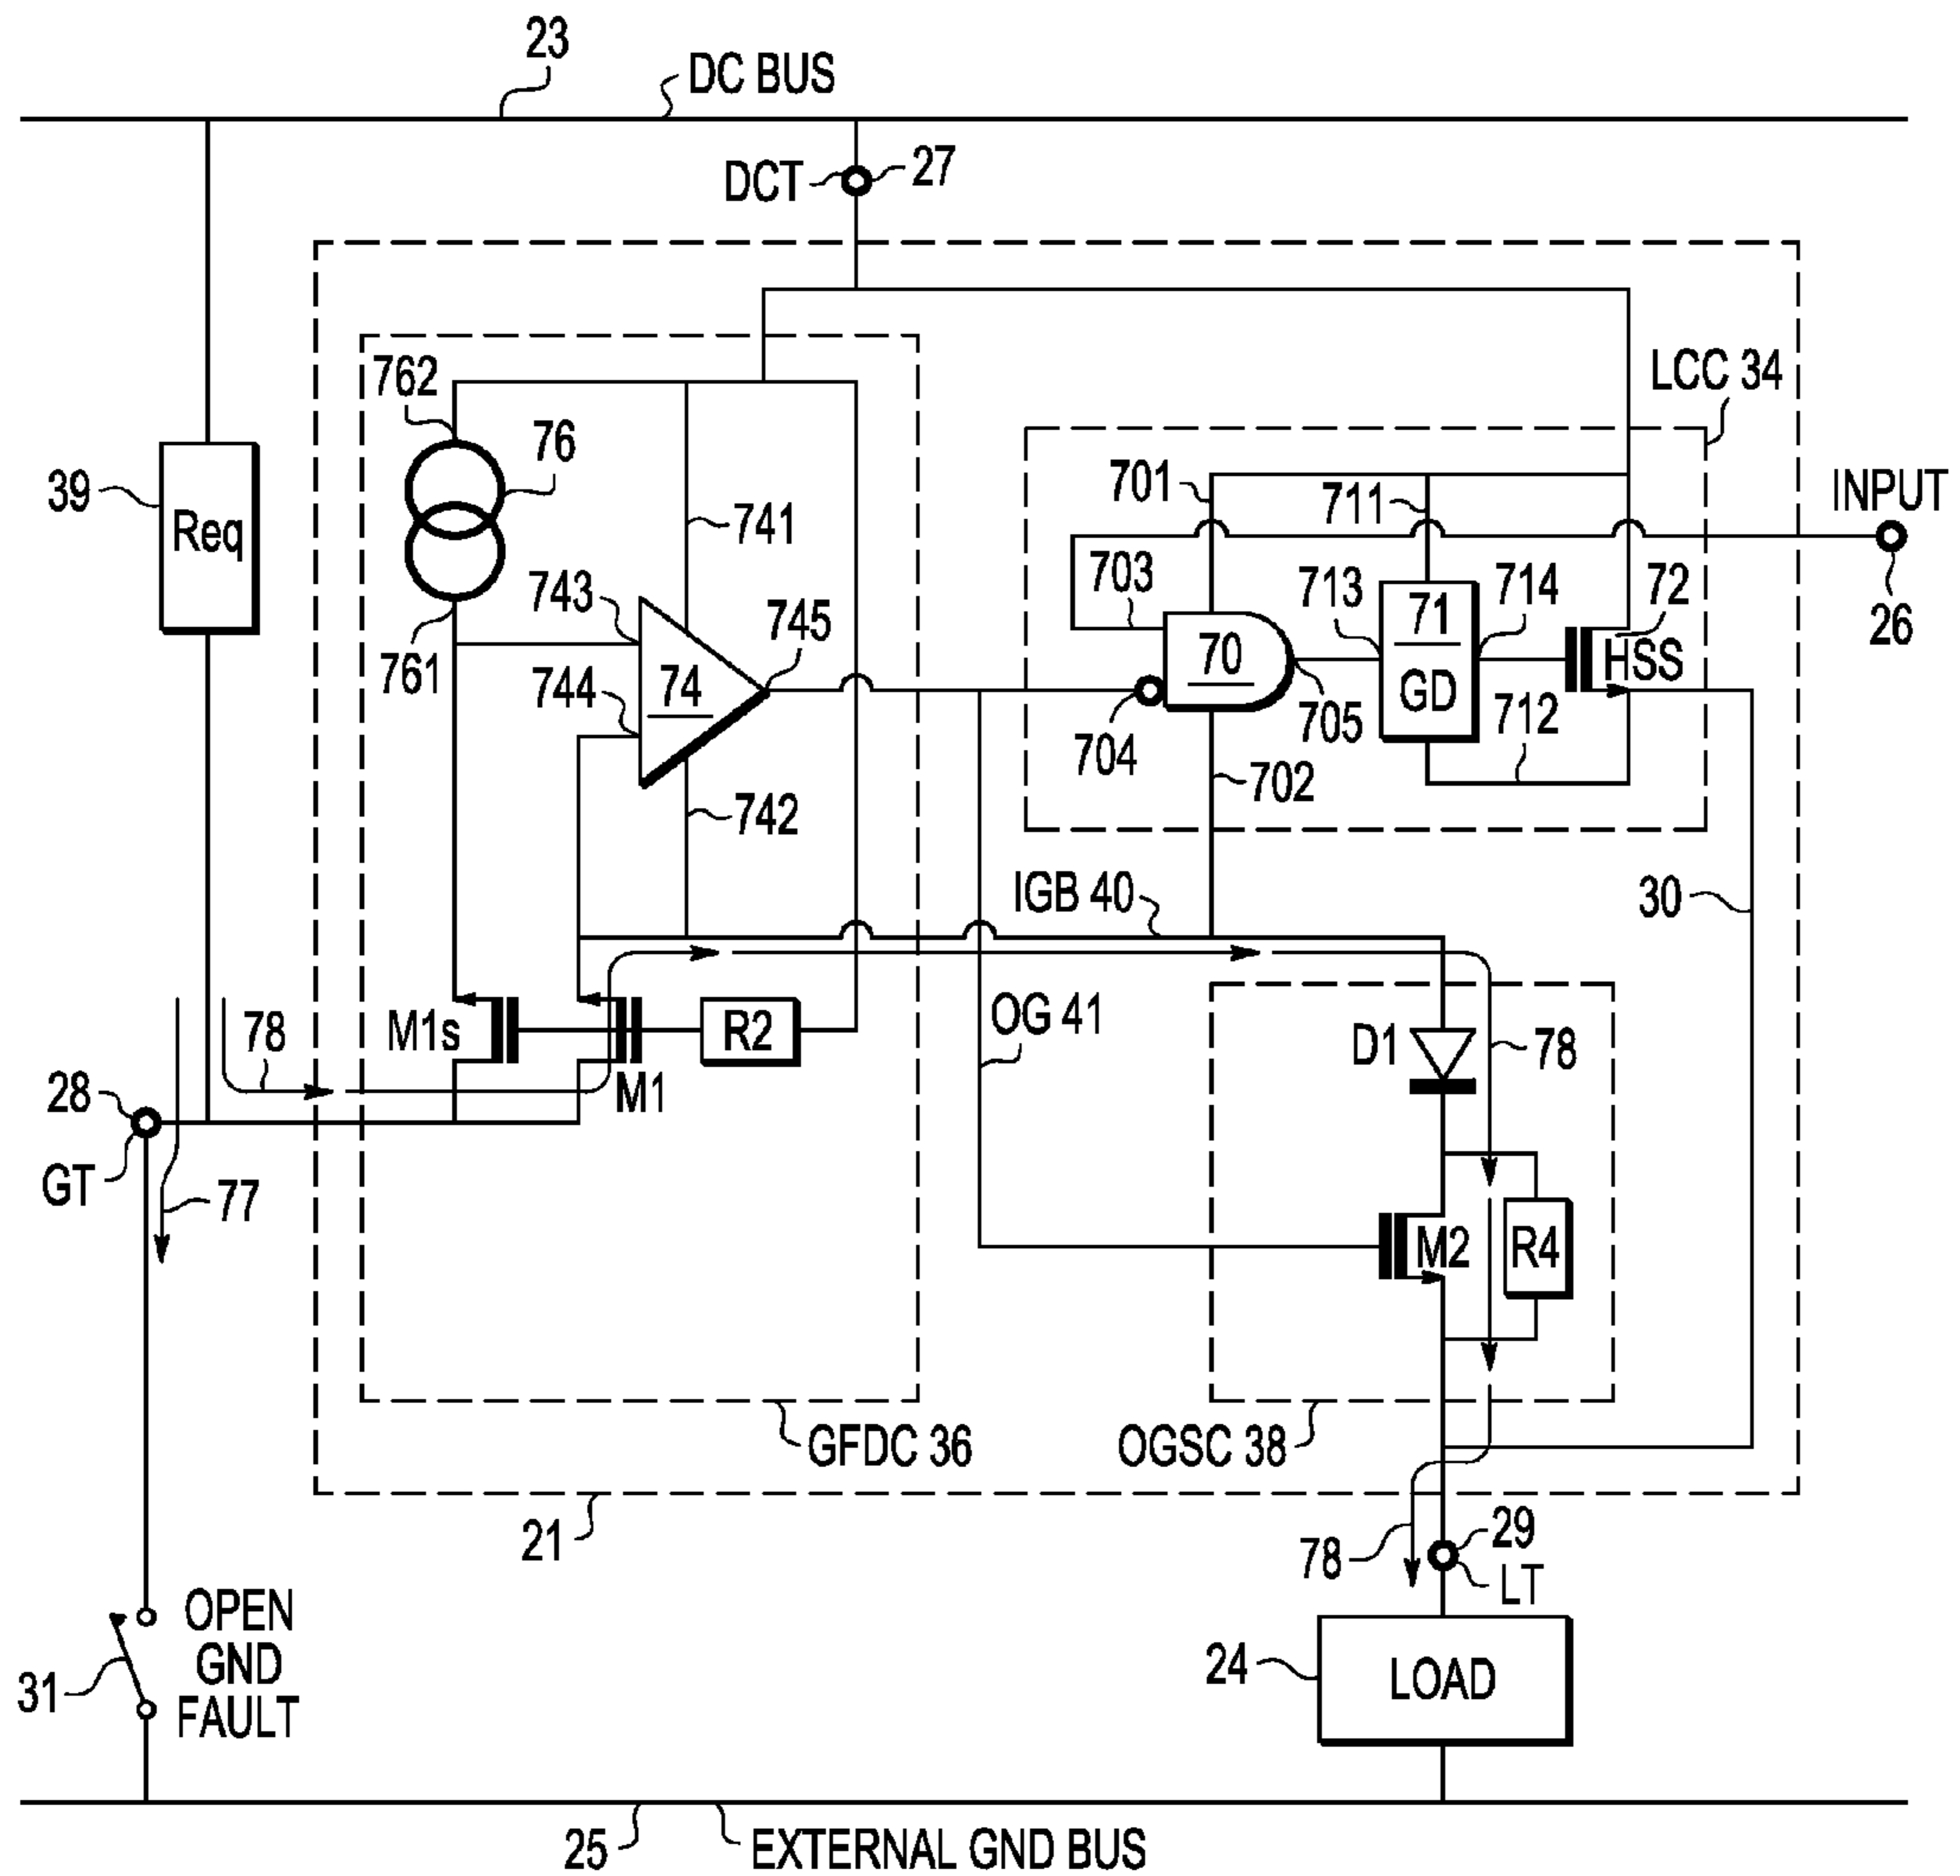 23
DC BUS
DCT
27
LCC 34
762
76
39
Req
741
701
711
INPUT
26
743
745
703
713
714
72
71
GD
HSS
70
761
744
74
704
705
712
742
702
IGB 40
30
M1s
M1
R2
OG 41
D1
78
78
28
GT
77
M2
R4
GFDC 36
OGSC 38
21
78
29
LT
OPEN
GND
FAULT
31
24
LOAD
25
EXTERNAL GND BUS